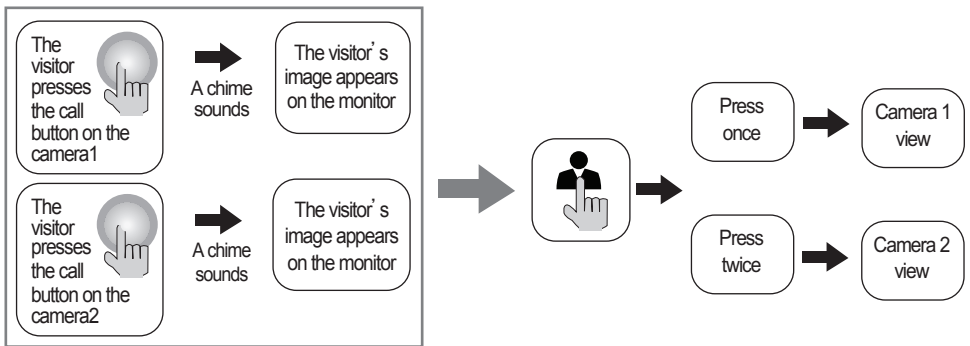 The
visitor
presses
the call
button on the
camera1
A chime
sounds
The visitor’s
image appears
on the monitor
The
visitor
presses
the call
button on the
camera2
A chime
sounds
The visitor’s
image appears
on the monitor
Press
once
Camera 1
view
Press
twice
Camera 2
view